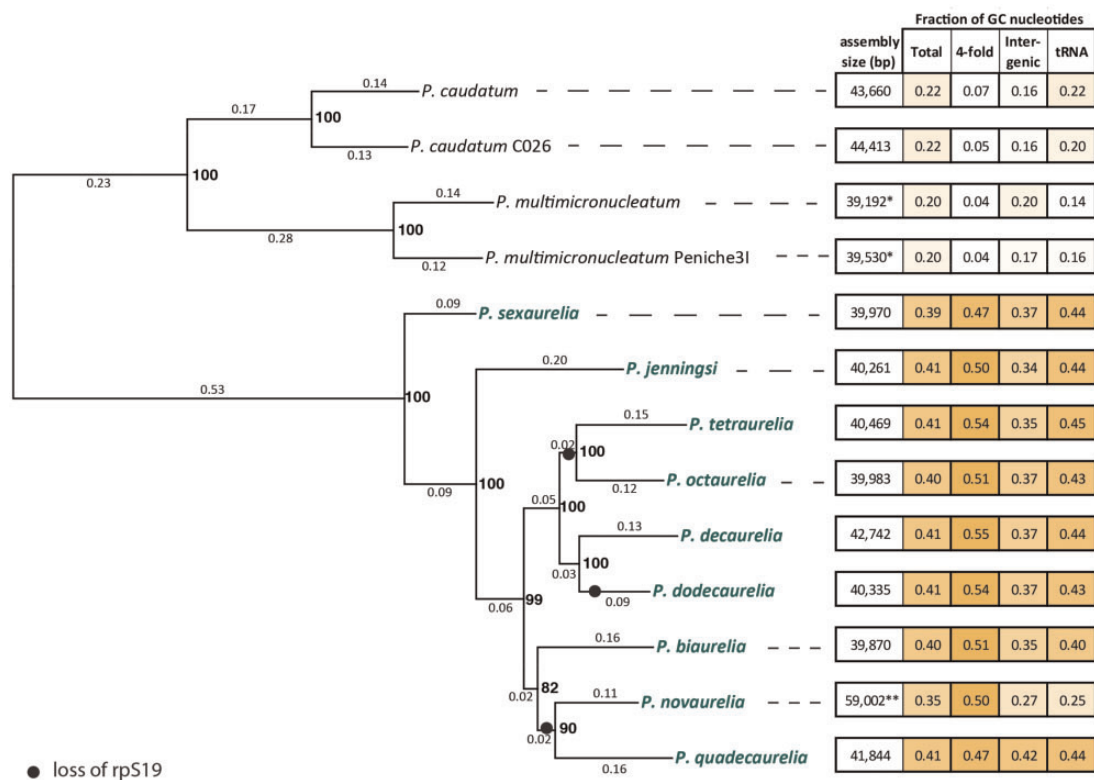 Fraction of GC nucleotides
assembly size (bp) Total 4-fold Inter-genic tRNA
0.14 P. caudatum 43,660 0.22 0.07 0.16 0.22
0.17
100
0.13 P. caudatum C026 44,413 0.22 0.05 0.16 0.20
0.23
100
0.14 P. multimicronucleatum 39,192* 0.20 0.04 0.20 0.14
0.28
100
0.12 P. multimicronucleatum Peniche3I 39,530* 0.20 0.04 0.17 0.16
0.09 P. sexaurelia 39,970 0.39 0.47 0.37 0.44
0.53
100
0.20 P. jenningsi 40,261 0.41 0.50 0.34 0.44
0.09
100
0.15 P. tetraurelia 40,469 0.41 0.54 0.35 0.45
0.02
100
0.12 P. octaurelia 39,983 0.40 0.51 0.37 0.43
0.05
100
0.13 P. decaurelia 42,742 0.41 0.55 0.37 0.44
0.03
100
0.09 P. dodecaurelia 40,335 0.41 0.54 0.37 0.43
0.06
99
0.16 P. biaurelia 39,870 0.40 0.51 0.35 0.40
0.02
82
0.11 P. novaurelia 59,002** 0.35 0.50 0.27 0.25
0.02
90
0.16 P. quadecaurelia 41,844 0.41 0.47 0.42 0.44
loss of rpS19